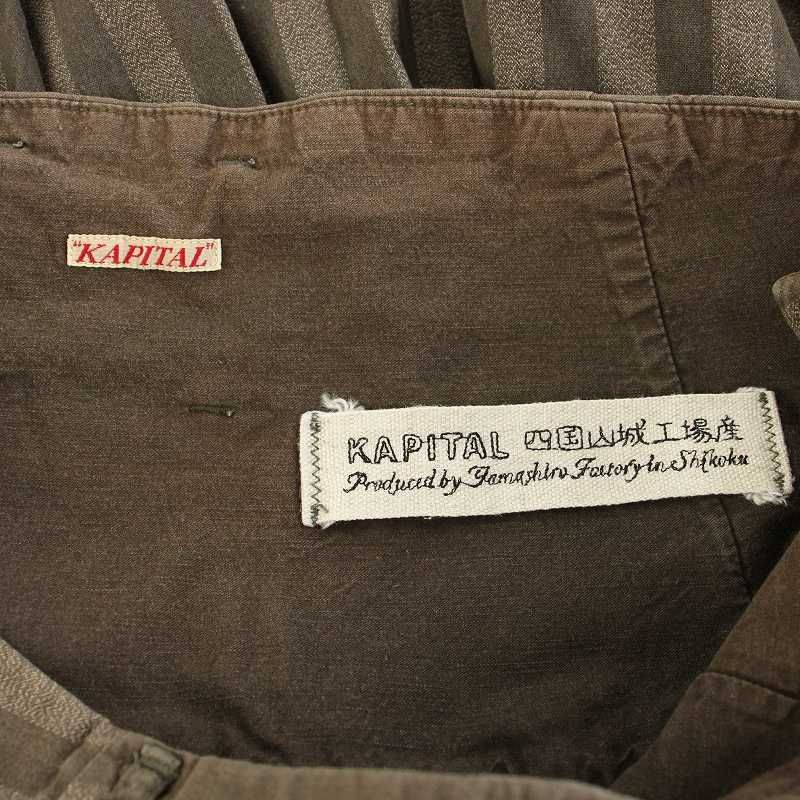 "KAPITAL"
KAPITAL 四国山城工場産
Produced by Yamashiro Factory in Shikoku